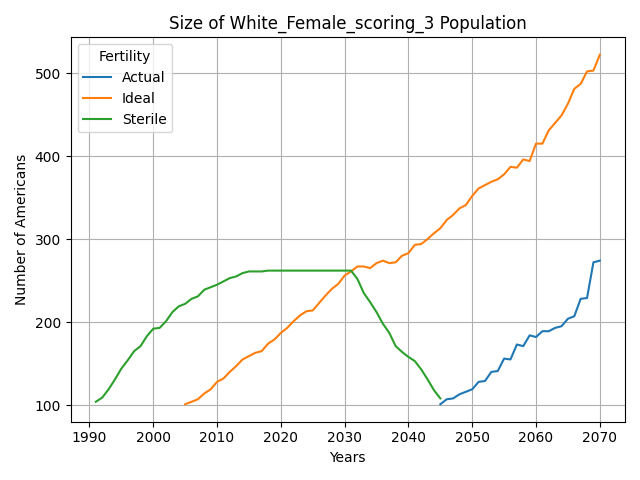 Size of White_Female_scoring_3 Population
Fertility
Actual
Ideal
Sterile
Number of Americans
500
400
300
200
100
1990 2000 2010 2020 2030 2040 2050 2060 2070
Years